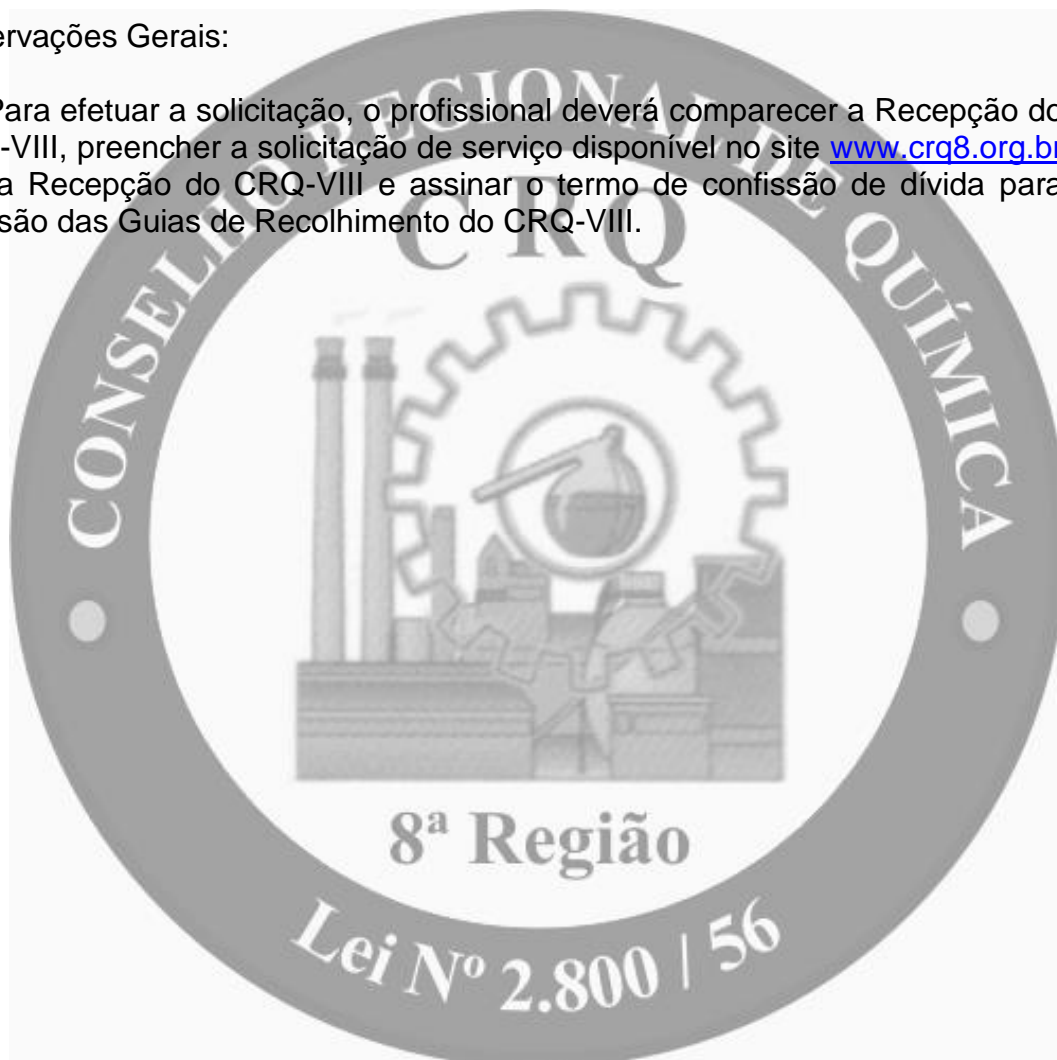 ervações Gerais:
Para efetuar a solicitação, o profissional deverá comparecer a Recepção do
-VIII, preencher a solicitação de serviço disponível no site www.crq8.org.br
a Recepção do CRQ-VIII e assinar o termo de confissão de dívida para
são das Guias de Recolhimento do CRQ-VIII.
CONSELHO REGIONAL DE QUÍMICA
CRQ
8ª Região
Lei Nº 2.800 / 56